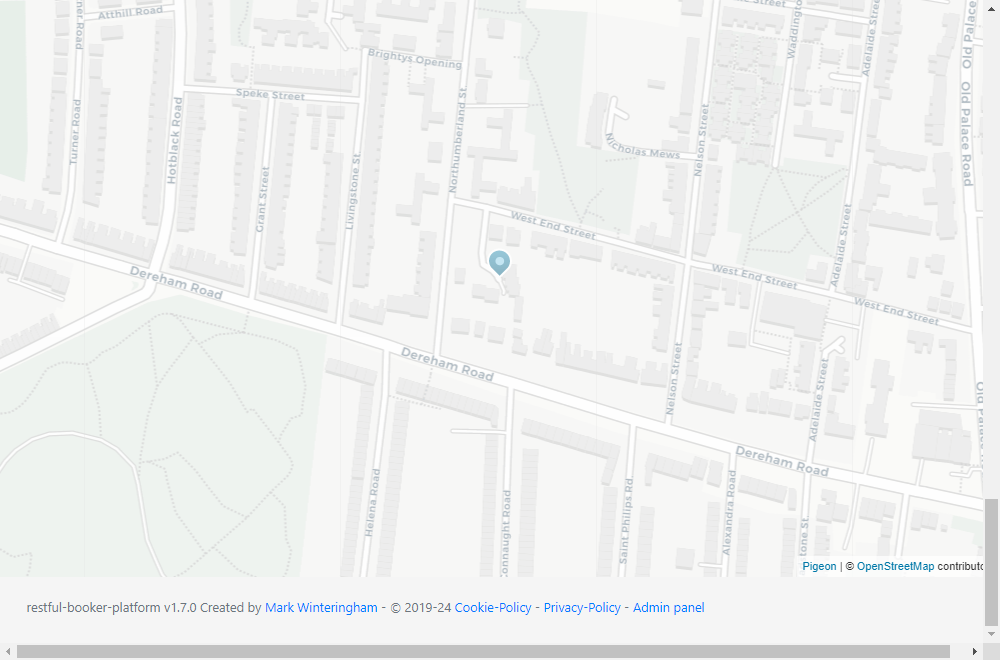 Atthill Road
Turner Road
Hotblack Road
Speke Street
Grant Street
Livingstone St.
Brightys Opening
Northumberland St.
Nicholas Mews
Nelson Street
Adelaide Street
Old Palace Road
West End Street
West End Street
West End Street
Adelaide Street
Dereham Road
Dereham Road
Dereham Road
Nelson Street
Adelaide Street
Helena Road
Connaught Road
Saint Philips Rd.
Alexandra Road
Pigeon | © OpenStreetMap contributo
restful-booker-platform v1.7.0 Created by Mark Winteringham - © 2019-24 Cookie-Policy - Privacy-Policy - Admin panel